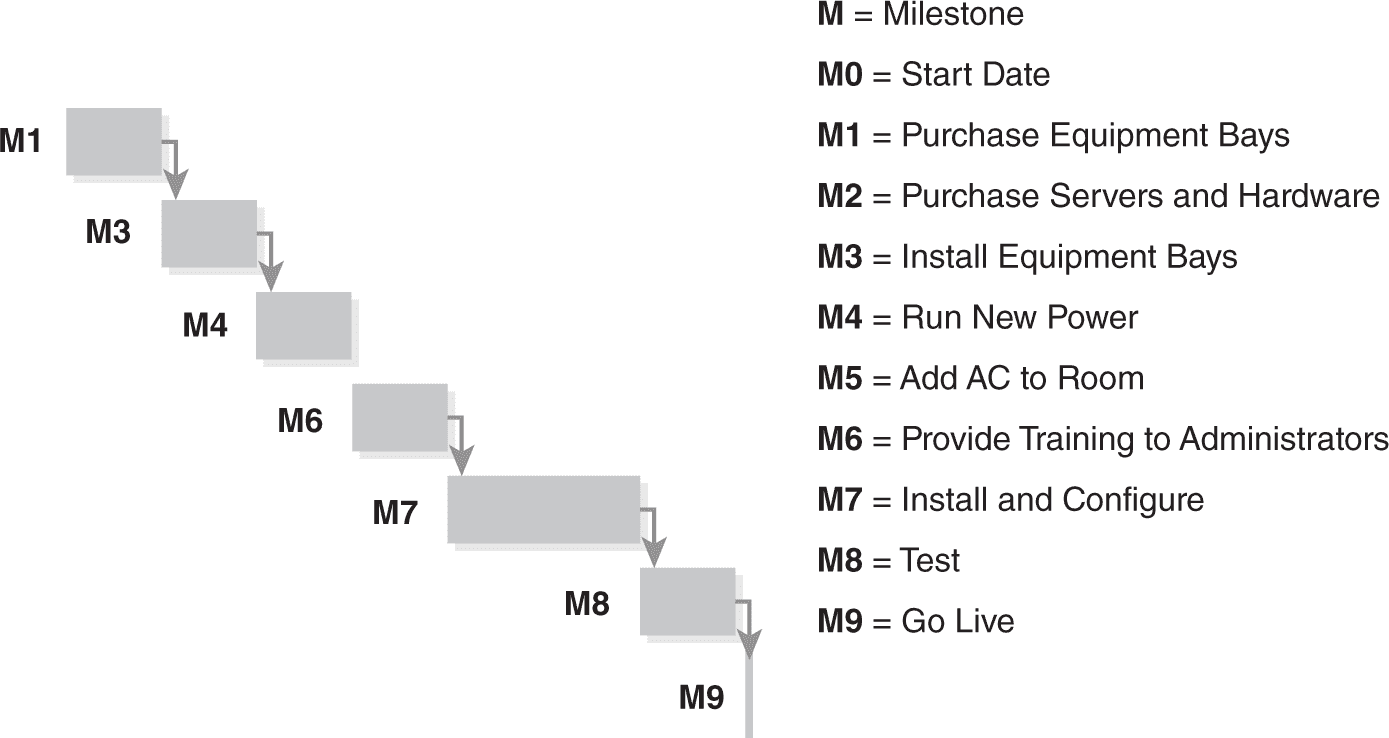 M = Milestone
M0 = Start Date
M1 = Purchase Equipment Bays
M2 = Purchase Servers and Hardware
M3 = Install Equipment Bays
M4 = Run New Power
M5 = Add AC to Room
M6 = Provide Training to Administrators
M7 = Install and Configure
M8 = Test
M9 = Go Live
M1
M3
M4
M6
M7
M8
M9